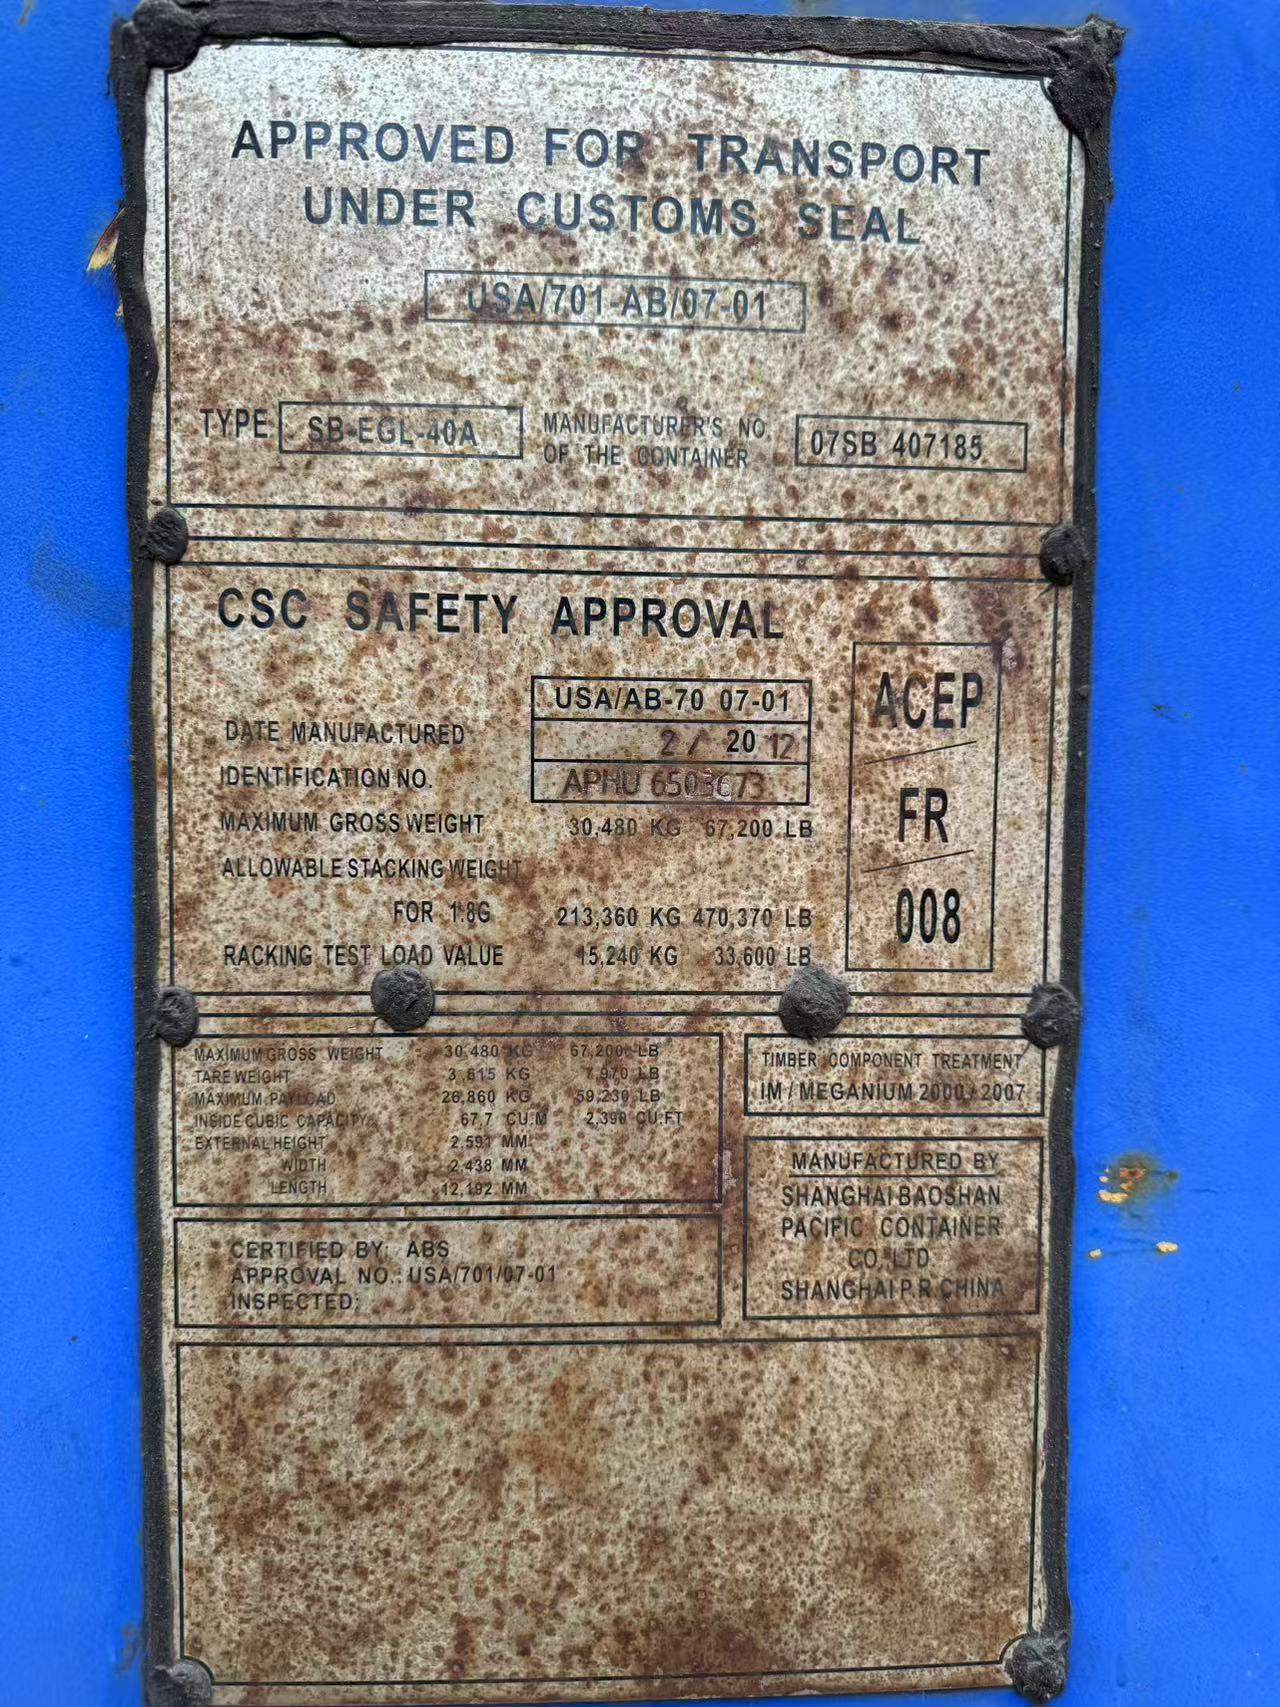 APPROVED FOR TRANSPORT
UNDER CUSTOMS SEAL
USA/701-AB/07-01
TYPE SB-EGL-40A MANUFACTURER'S NO. OF THE CONTAINER 07SB 407185
CSC SAFETY APPROVAL
USA/AB-70 07-01
DATE MANUFACTURED 2 / 20 12
IDENTIFICATION NO. APHU
MAXIMUM GROSS WEIGHT 30,480 KG 67,200 LB
ALLOWABLE STACKING WEIGHT
FOR 1.8G 213,360 KG 470,370 LB
RACKING TEST LOAD VALUE 15,240 KG 33,600 LB
ACEP
FR
008
MAXIMUM GROSS WEIGHT 30,480 KG 67,200 LB
TARE WEIGHT 3,615 KG 7,970 LB
MAXIMUM PAYLOAD 26,860 KG 59,230 LB
INSIDE CUBIC CAPACITY 67.7 CU.M 2,390 CU.FT
EXTERNAL HEIGHT 2,591 MM
WIDTH 2,438 MM
LENGTH 12,192 MM
TIMBER COMPONENT TREATMENT
IM / MEGANIUM 2000 / 2007
MANUFACTURED BY
SHANGHAI BAOSHAN
PACIFIC CONTAINER
CO. LTD
SHANGHAI P.R CHINA
CERTIFIED BY: ABS
APPROVAL NO.: USA/701/07-01
INSPECTED: